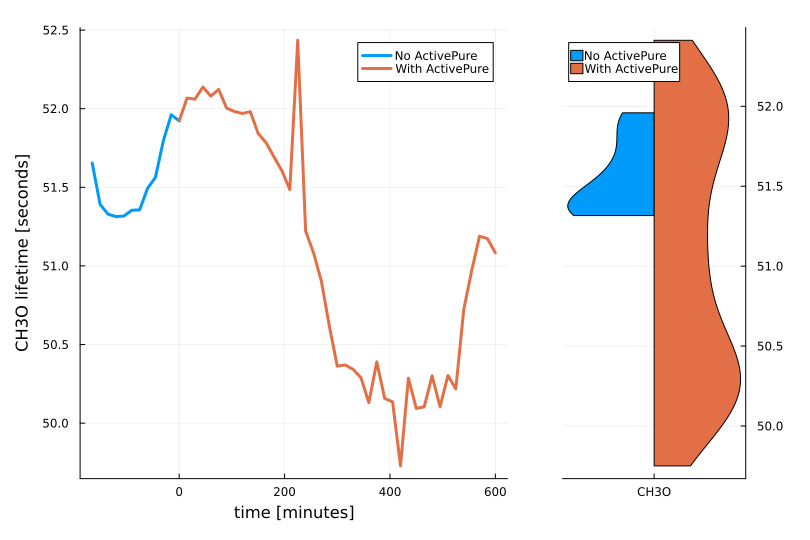 CH3O lifetime [seconds]
52.5
52.0
51.5
51.0
50.5
50.0
0
200
400
600
time [minutes]
No ActivePure
With ActivePure
No ActivePure
With ActivePure
52.0
51.5
51.0
50.5
50.0
CH3O